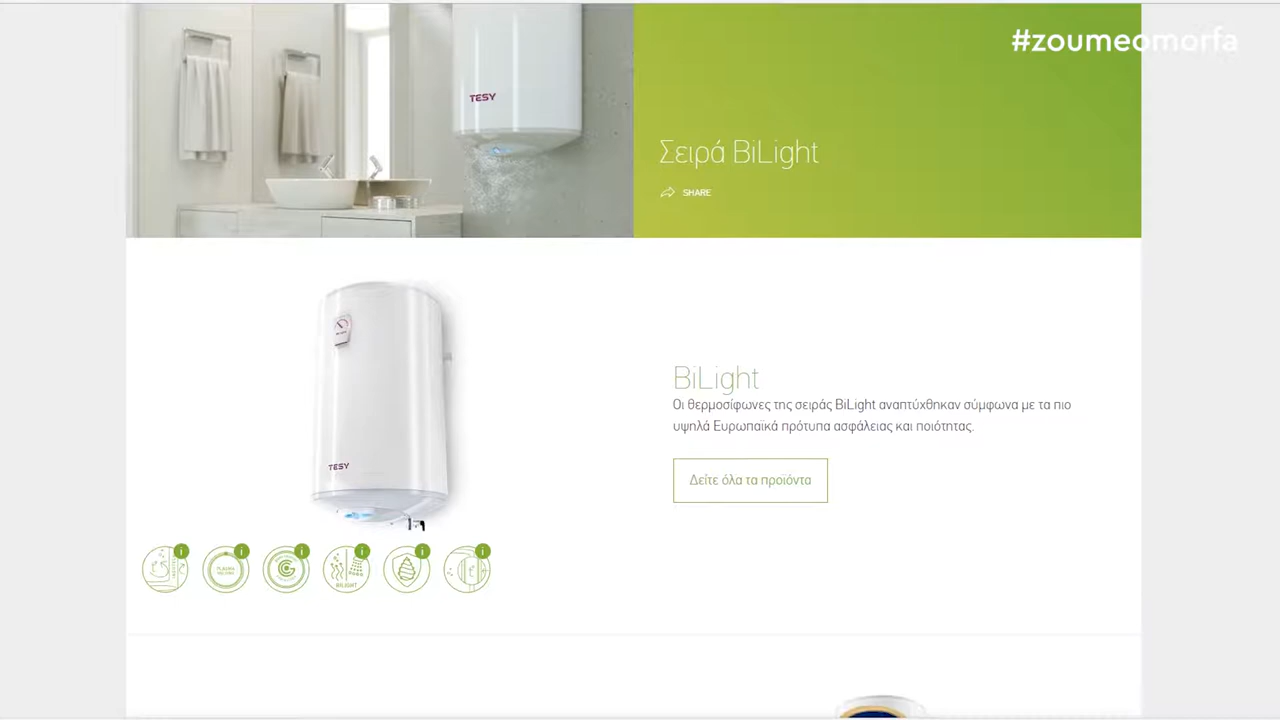 #zoumeomorfa
TESY
Σειρά BiLight
SHARE
BiLight
Οι θερμοσίφωνες της σειράς BiLight αναπτύχθηκαν σύμφωνα με τα πιο
υψηλά Ευρωπαϊκά πρότυπα ασφάλειας και ποιότητας.
Δείτε όλα τα προϊόντα
TESY
BILIGHT